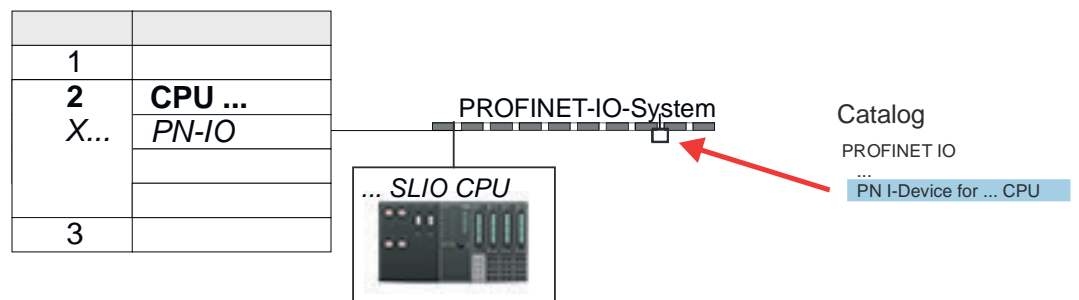 1
2 CPU ...
X... PN-IO
3
PROFINET-IO-System
... SLIO CPU
Catalog
PROFINET IO
...
PN I-Device for ... CPU